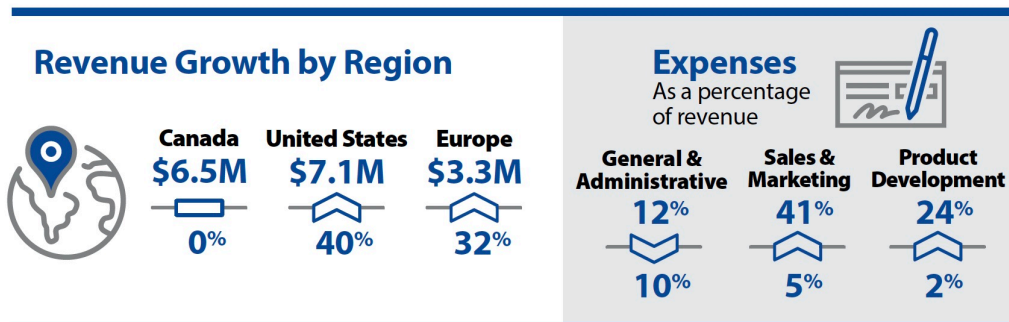 Revenue Growth by Region
Canada
$6.5M
0%
United States
$7.1M
40%
Europe
$3.3M
32%
Expenses
As a percentage
of revenue
General &
Administrative
12%
10%
Sales &
Marketing
41%
5%
Product
Development
24%
2%